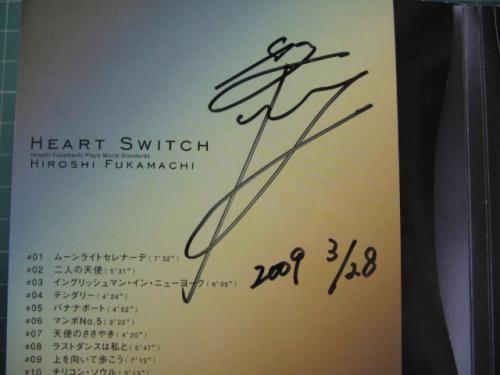 HEART SWITCH
Hiroshi Fukamachi Plays World Standards
HIROSHI FUKAMACHI
#01 ムーンライトセレナーデ(7'32")
#02 二人の天使(5'31")
#03 イングリッシュマン・イン・ニューヨーク(6'05")
#04 テンダリー(4'24")
#05 バナナボート(4'52")
#06 マンボNo.5(3'22")
#07 天使のささやき(4'20")
#08 ラストダンスは私と(5'47")
#09 上を向いて歩こう(7'13")
#10 チリコン・ソウル(5'13")
2009 3/28